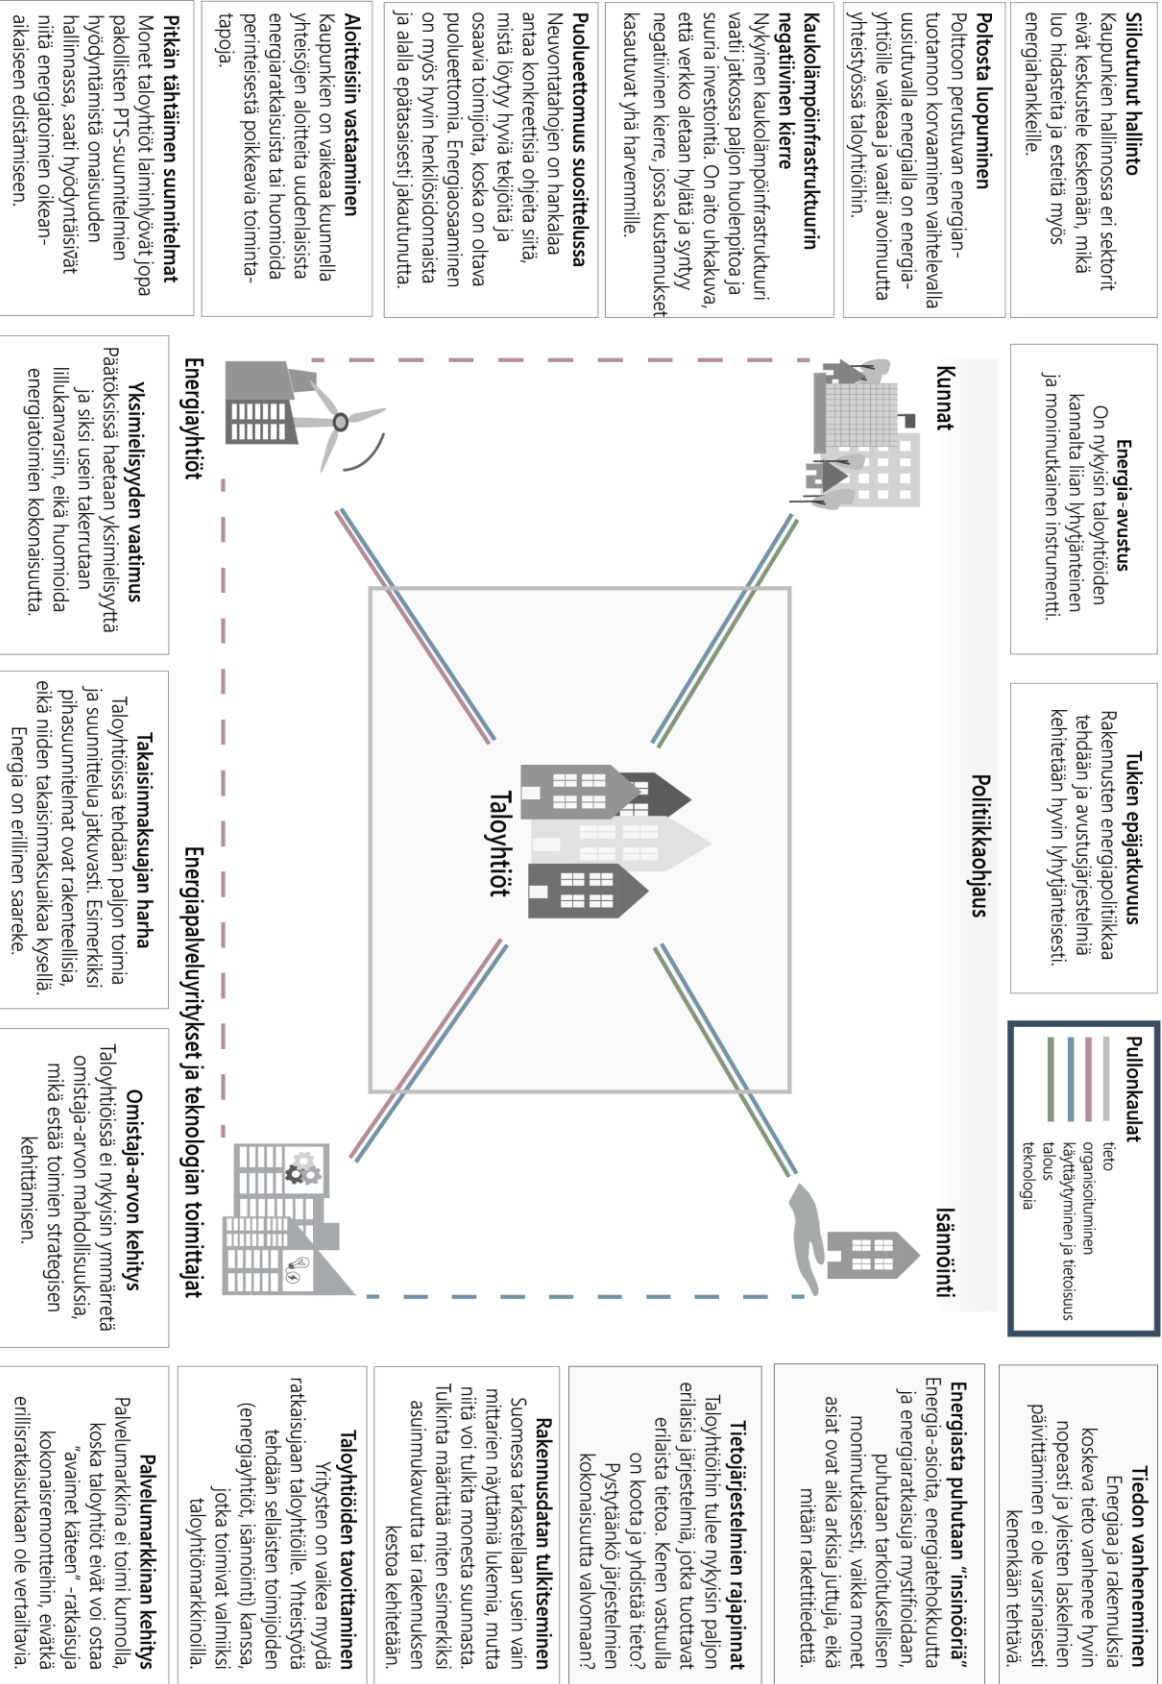 Siiloutunut hallinto
Kaupunkien hallinnossa eri sektorit
eivät keskustele keskenään, mikä
luo hidasteita ja esteitä myös
energiahankkeille.
Energia-avustus
On nykyisin taloyhtiöiden
kannalta liian lyhytjänteinen
ja monimutkainen instrumentti.
Tukien epäjatkuvuus
Rakennusten energiapolitiikkaa
tehdään ja avustusjärjestelmiä
kehitetään hyvin lyhytjänteisesti.
Pullonkaulat
tieto
organisoituminen
käyttäytyminen ja tietoisuus
talous
teknologia
Tiedon vanheneminen
Energiaa ja rakennuksia
koskeva tieto vanhenee hyvin
nopeasti ja yleisten laskelmien
päivittäminen ei ole varsinaisesti
kenenkään tehtävä.
Poltosta luopuminen
Polttoon perustuvan energian-
tuotannon korvaaminen vaihtelevalla
uusiutuvalla energialla on energia-
yhtiöille vaikeaa ja vaatii avoimuutta
yhteistyössä taloyhtiöihin.
Politiikkaohjaus
Kunnat
Isännöinti
Energiasta puhutaan ”insinööriä”
Energia-asioita, energiatehokkuutta
ja energiaratkaisuja mystifioidaan,
puhutaan tarkoituksellisen
monimutkaisesti, vaikka monet
asiat ovat aika arkisia juttuja, eikä
mitään rakettitiedettä.
Kaukolämpöinfrastruktuurin
negatiivinen kierre
Nykyinen kaukolämpöinfrastruktuuri
vaatii jatkossa paljon huolenpitoa ja
suuria investointia. On aito uhkakuva,
että verkko aletaan hylätä ja syntyy
negatiivinen kierre, jossa kustannukset
kasautuvat yhä harvemmille.
Tietojärjestelmien rajapinnat
Taloyhtiöihin tulee nykyisin paljon
erilaisia järjestelmiä, jotka tuottavat
erilaista tietoa. Kenen vastuulla
on koota ja yhdistää tieto?
Pystytäänkö järjestelmien
kokonaisuutta valvomaan?
Puolueettomuus suosittelussa
Neuvontatahojen on hankalaa
antaa konkreettisia ohjeita siitä,
mistä löytyy hyviä tekijöitä ja
osaavia toimijoita, koska on oltava
puolueettomia. Energiaosaaminen
on myös hyvin henkilösidonnaista
ja alalla epätasaisesti jakautunutta.
Taloyhtiöt
Rakennusdatan tulkitseminen
Suomessa tarkastellaan usein vain
mittarien näyttämiä lukemia, mutta
niitä voi tulkita monesta suunnasta.
Tulkinta määrittää miten esimerkiksi
asuinmukavuutta tai rakennuksen
kestoa kehitetään.
Aloitteisiin vastaaminen
Kaupunkien on vaikeaa kuunnella
yhteisöjen aloitteita uudenlaisista
energiaratkaisuista tai huomioida
perinteisestä poikkeavia toiminta-
tapoja.
Energiayhtiöt
Energiapalveluyritykset ja teknologian toimittajat
Taloyhtiöiden tavoittaminen
Yritysten on vaikea myydä
ratkaisujaan taloyhtiöille. Yhteistyötä
tehdään sellaisten toimijoiden
(energiayhtiöt, isännöinti) kanssa,
jotka toimivat valmiiksi
taloyhtiömarkkinoilla.
Pitkän tähtäimen suunnitelmat
Monet taloyhtiöt laiminlyövät jopa
pakollisten PTS-suunnitelmien
hyödyntämistä omaisuuden
hallinnassa, saati hyödyntäisivät
niitä energiatoimien oikean-
aikaiseen edistämiseen.
Yksimielisyyden vaatimus
Päätöksissä haetaan yksimielisyyttä
ja siksi usein takerrutaan
lillukanvarsiin, eikä huomioida
energiatoimien kokonaisuutta.
Takaisinmaksuajan harha
Taloyhtiöissä tehdään paljon toimia
ja suunnittelua jatkuvasti. Esimerkiksi
pihasuunnitelmat ovat rakenteellisia,
eikä niiden takaisinmaksuaikaa kysellä.
Energia on erillinen saareke.
Omistaja-arvon kehitys
Taloyhtiöissä ei nykyisin ymmärretä
omistaja-arvon mahdollisuuksia,
mikä estää toimien strategisen
kehittämisen.
Palvelumarkkinan kehitys
Palvelumarkkina ei toimi kunnolla,
koska taloyhtiöt eivät voi ostaa
”avaimet käteen” -ratkaisuja
kokonaisremontteihin, eivätkä
erillisratkaisutkaan ole vertailtavia.